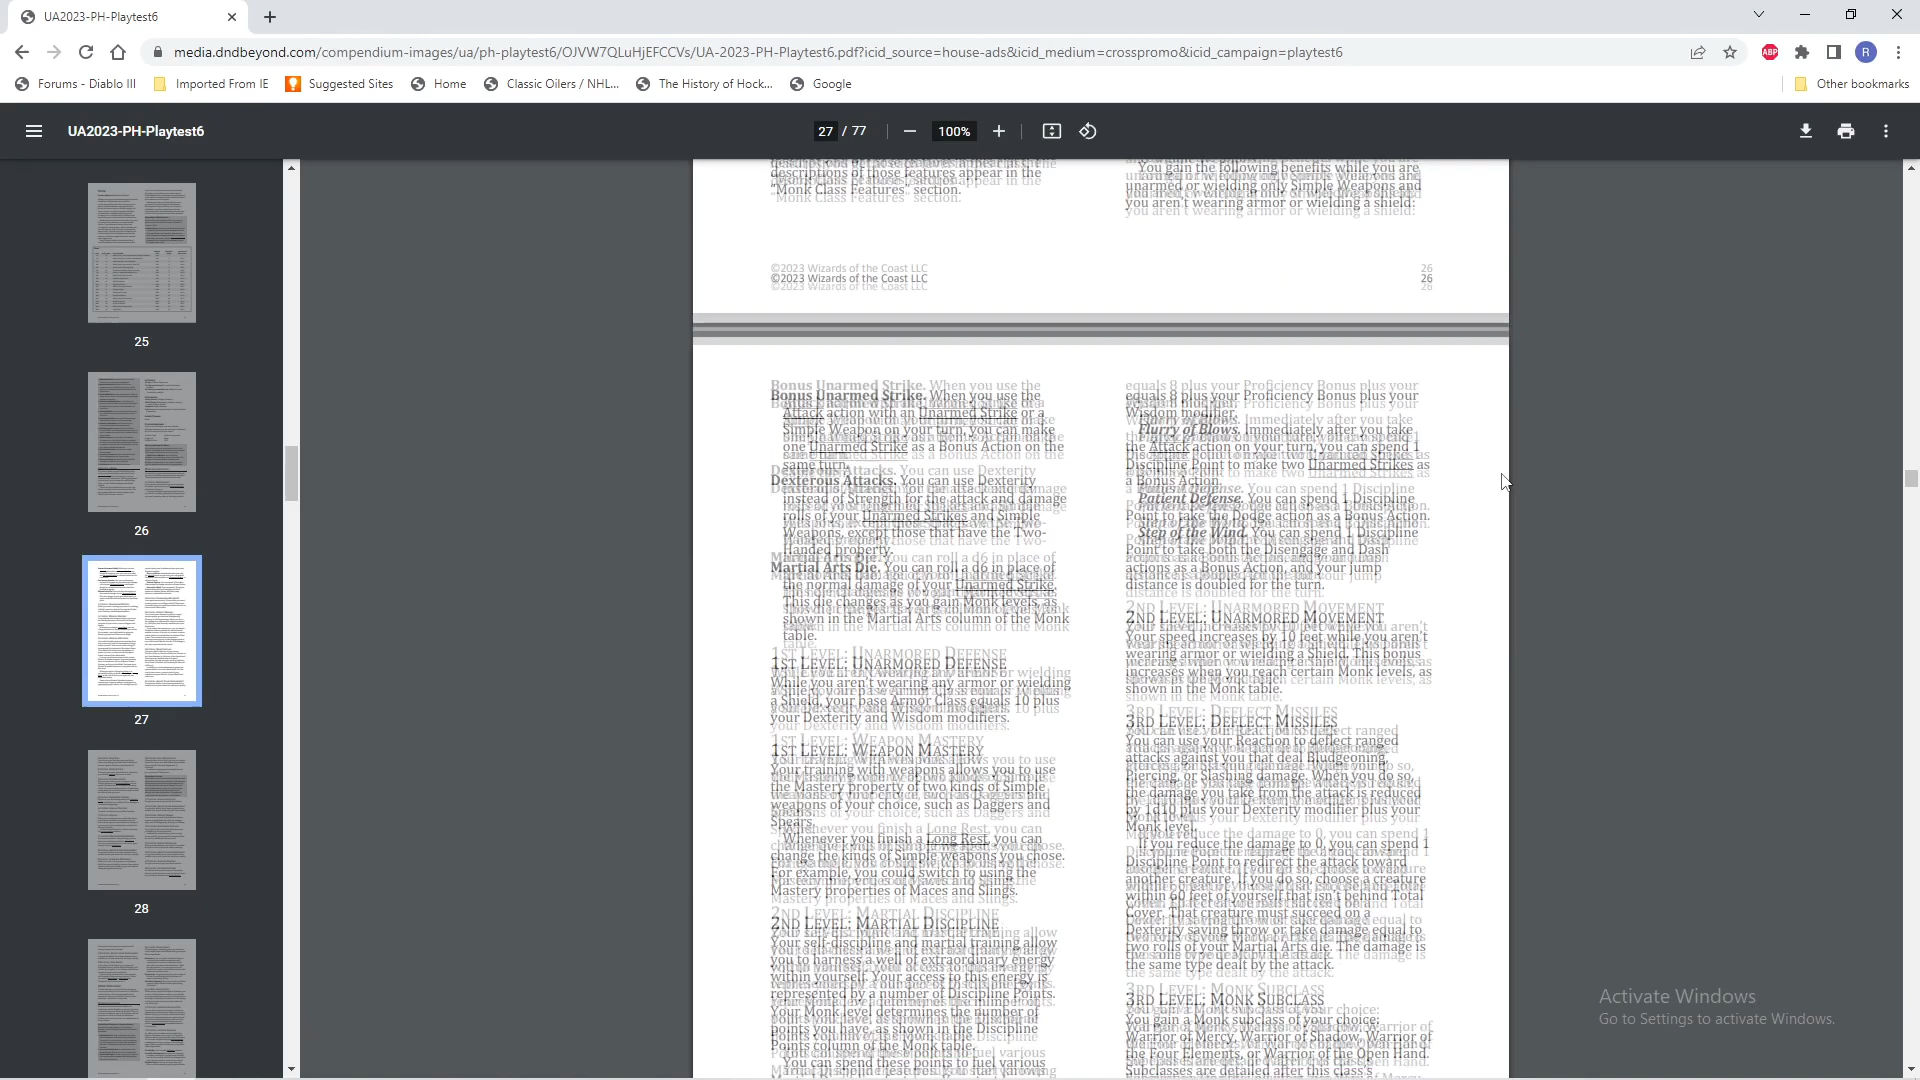 UA2023-PH-Playtest6
media.dndbeyond.com/compendium-images/ua/ph-playtest6/OJVW7QLuHjEFCCVs/UA-2023-PH-Playtest6.pdf?icid_source=house-ads&icid_medium=crosspromo&icid_campaign=playtest6
ABP
R
Forums - Diablo III
Imported From IE
Suggested Sites
Home
Classic Oilers / NHL...
The History of Hock...
Google
Other bookmarks
UA2023-PH-Playtest6
27 / 77
100%
25
26
27
28
descriptions of those features appear in the
"Monk Class Features" section.
You gain the following benefits while you are
unarmed or wielding only Simple Weapons and
you aren't wearing armor or wielding a shield:
©2023 Wizards of the Coast LLC
26
Bonus Unarmed Strike. When you use the
Attack action with an Unarmed Strike or a
Simple Weapon on your turn, you can make
one Unarmed Strike as a Bonus Action on the
same turn.
Dexterous Attacks. You can use Dexterity
instead of Strength for the attack and damage
rolls of your Unarmed Strikes and Simple
Weapons, except those that have the Two-
Handed property.
Martial Arts Die. You can roll a d6 in place of
the normal damage of your Unarmed Strike.
This die changes as you gain Monk levels, as
shown in the Martial Arts column of the Monk
table.
1ST LEVEL: UNARMORED DEFENSE
While you aren't wearing any armor or wielding
a Shield, your base Armor Class equals 10 plus
your Dexterity and Wisdom modifiers.
1ST LEVEL: WEAPON MASTERY
Your training with weapons allows you to use
the Mastery property of two kinds of Simple
weapons of your choice, such as Daggers and
Spears.
Whenever you finish a Long Rest, you can
change the kinds of Simple weapons you chose.
For example, you could switch to using the
Mastery properties of Maces and Slings.
2ND LEVEL: MARTIAL DISCIPLINE
Your self-discipline and martial training allow
you to harness a well of extraordinary energy
within yourself. Your access to this energy is
represented by a number of Discipline Points.
Your Monk level determines the number of
points you have, as shown in the Discipline
Points column of the Monk table.
You can spend these points to fuel various
equals 8 plus your Proficiency Bonus plus your
Wisdom modifier.
Flurry of Blows. Immediately after you take
the Attack action on your turn, you can spend 1
Discipline Point to make two Unarmed Strikes as
a Bonus Action.
Patient Defense. You can spend 1 Discipline
Point to take the Dodge action as a Bonus Action.
Step of the Wind. You can spend 1 Discipline
Point to take both the Disengage and Dash
actions as a Bonus Action, and your jump
distance is doubled for the turn.
2ND LEVEL: UNARMORED MOVEMENT
Your speed increases by 10 feet while you aren't
wearing armor or wielding a Shield. This bonus
increases when you reach certain Monk levels, as
shown in the Monk table.
3RD LEVEL: DEFLECT MISSILES
You can use your Reaction to deflect ranged
attacks against you that deal Bludgeoning,
Piercing, or Slashing damage. When you do so,
the damage you take from the attack is reduced
by 1d10 plus your Dexterity modifier plus your
Monk level.
If you reduce the damage to 0, you can spend 1
Discipline Point to redirect the attack toward
another creature. If you do so, choose a creature
within 60 feet of yourself that isn't behind Total
Cover. That creature must succeed on a
Dexterity saving throw or take damage equal to
two rolls of your Martial Arts die. The damage is
the same type dealt by the attack.
3RD LEVEL: MONK SUBCLASS
You gain a Monk subclass of your choice:
Warrior of Mercy, Warrior of Shadow, Warrior of
the Four Elements, or Warrior of the Open Hand.
Subclasses are detailed after this class's
Activate Windows
Go to Settings to activate Windows.